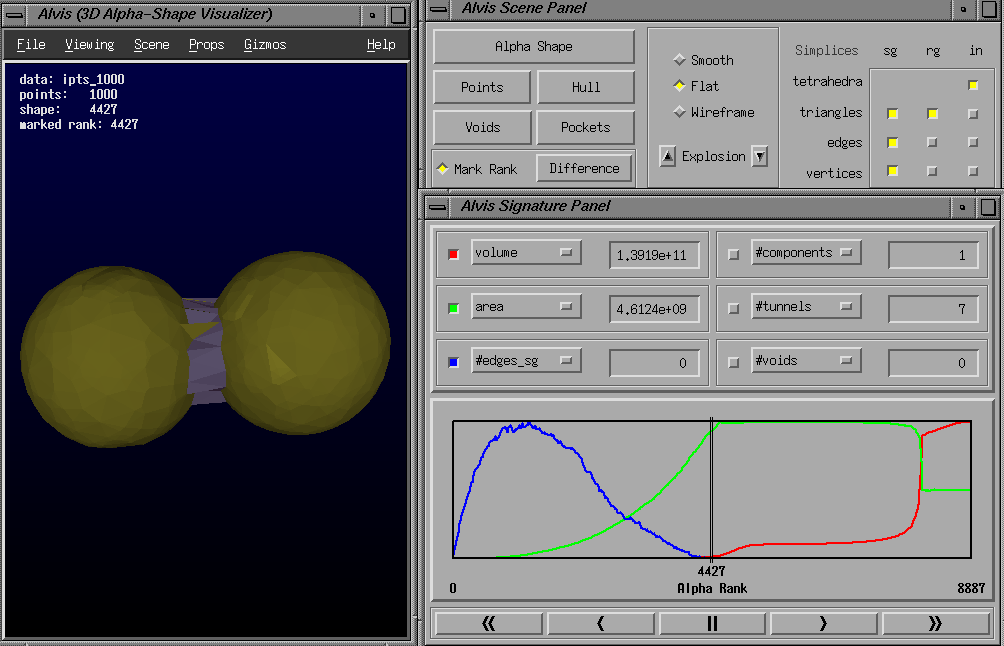 Alvis (3D Alpha-Shape Visualizer)
File Viewing Scene Props Gizmos Help
data: ipts_1000
points: 1000
shape: 4427
marked rank: 4427
Alvis Scene Panel
Alpha Shape
Points Hull
Voids Pockets
Mark Rank Difference
Smooth
Flat
Wireframe
Explosion
Simplices sg rg in
tetrahedra
triangles
edges
vertices
Alvis Signature Panel
volume 1.3919e+11 #components 1
area 4.6124e+09 #tunnels 7
#edges_sg 0 #voids 0
4427
0 Alpha Rank 8887